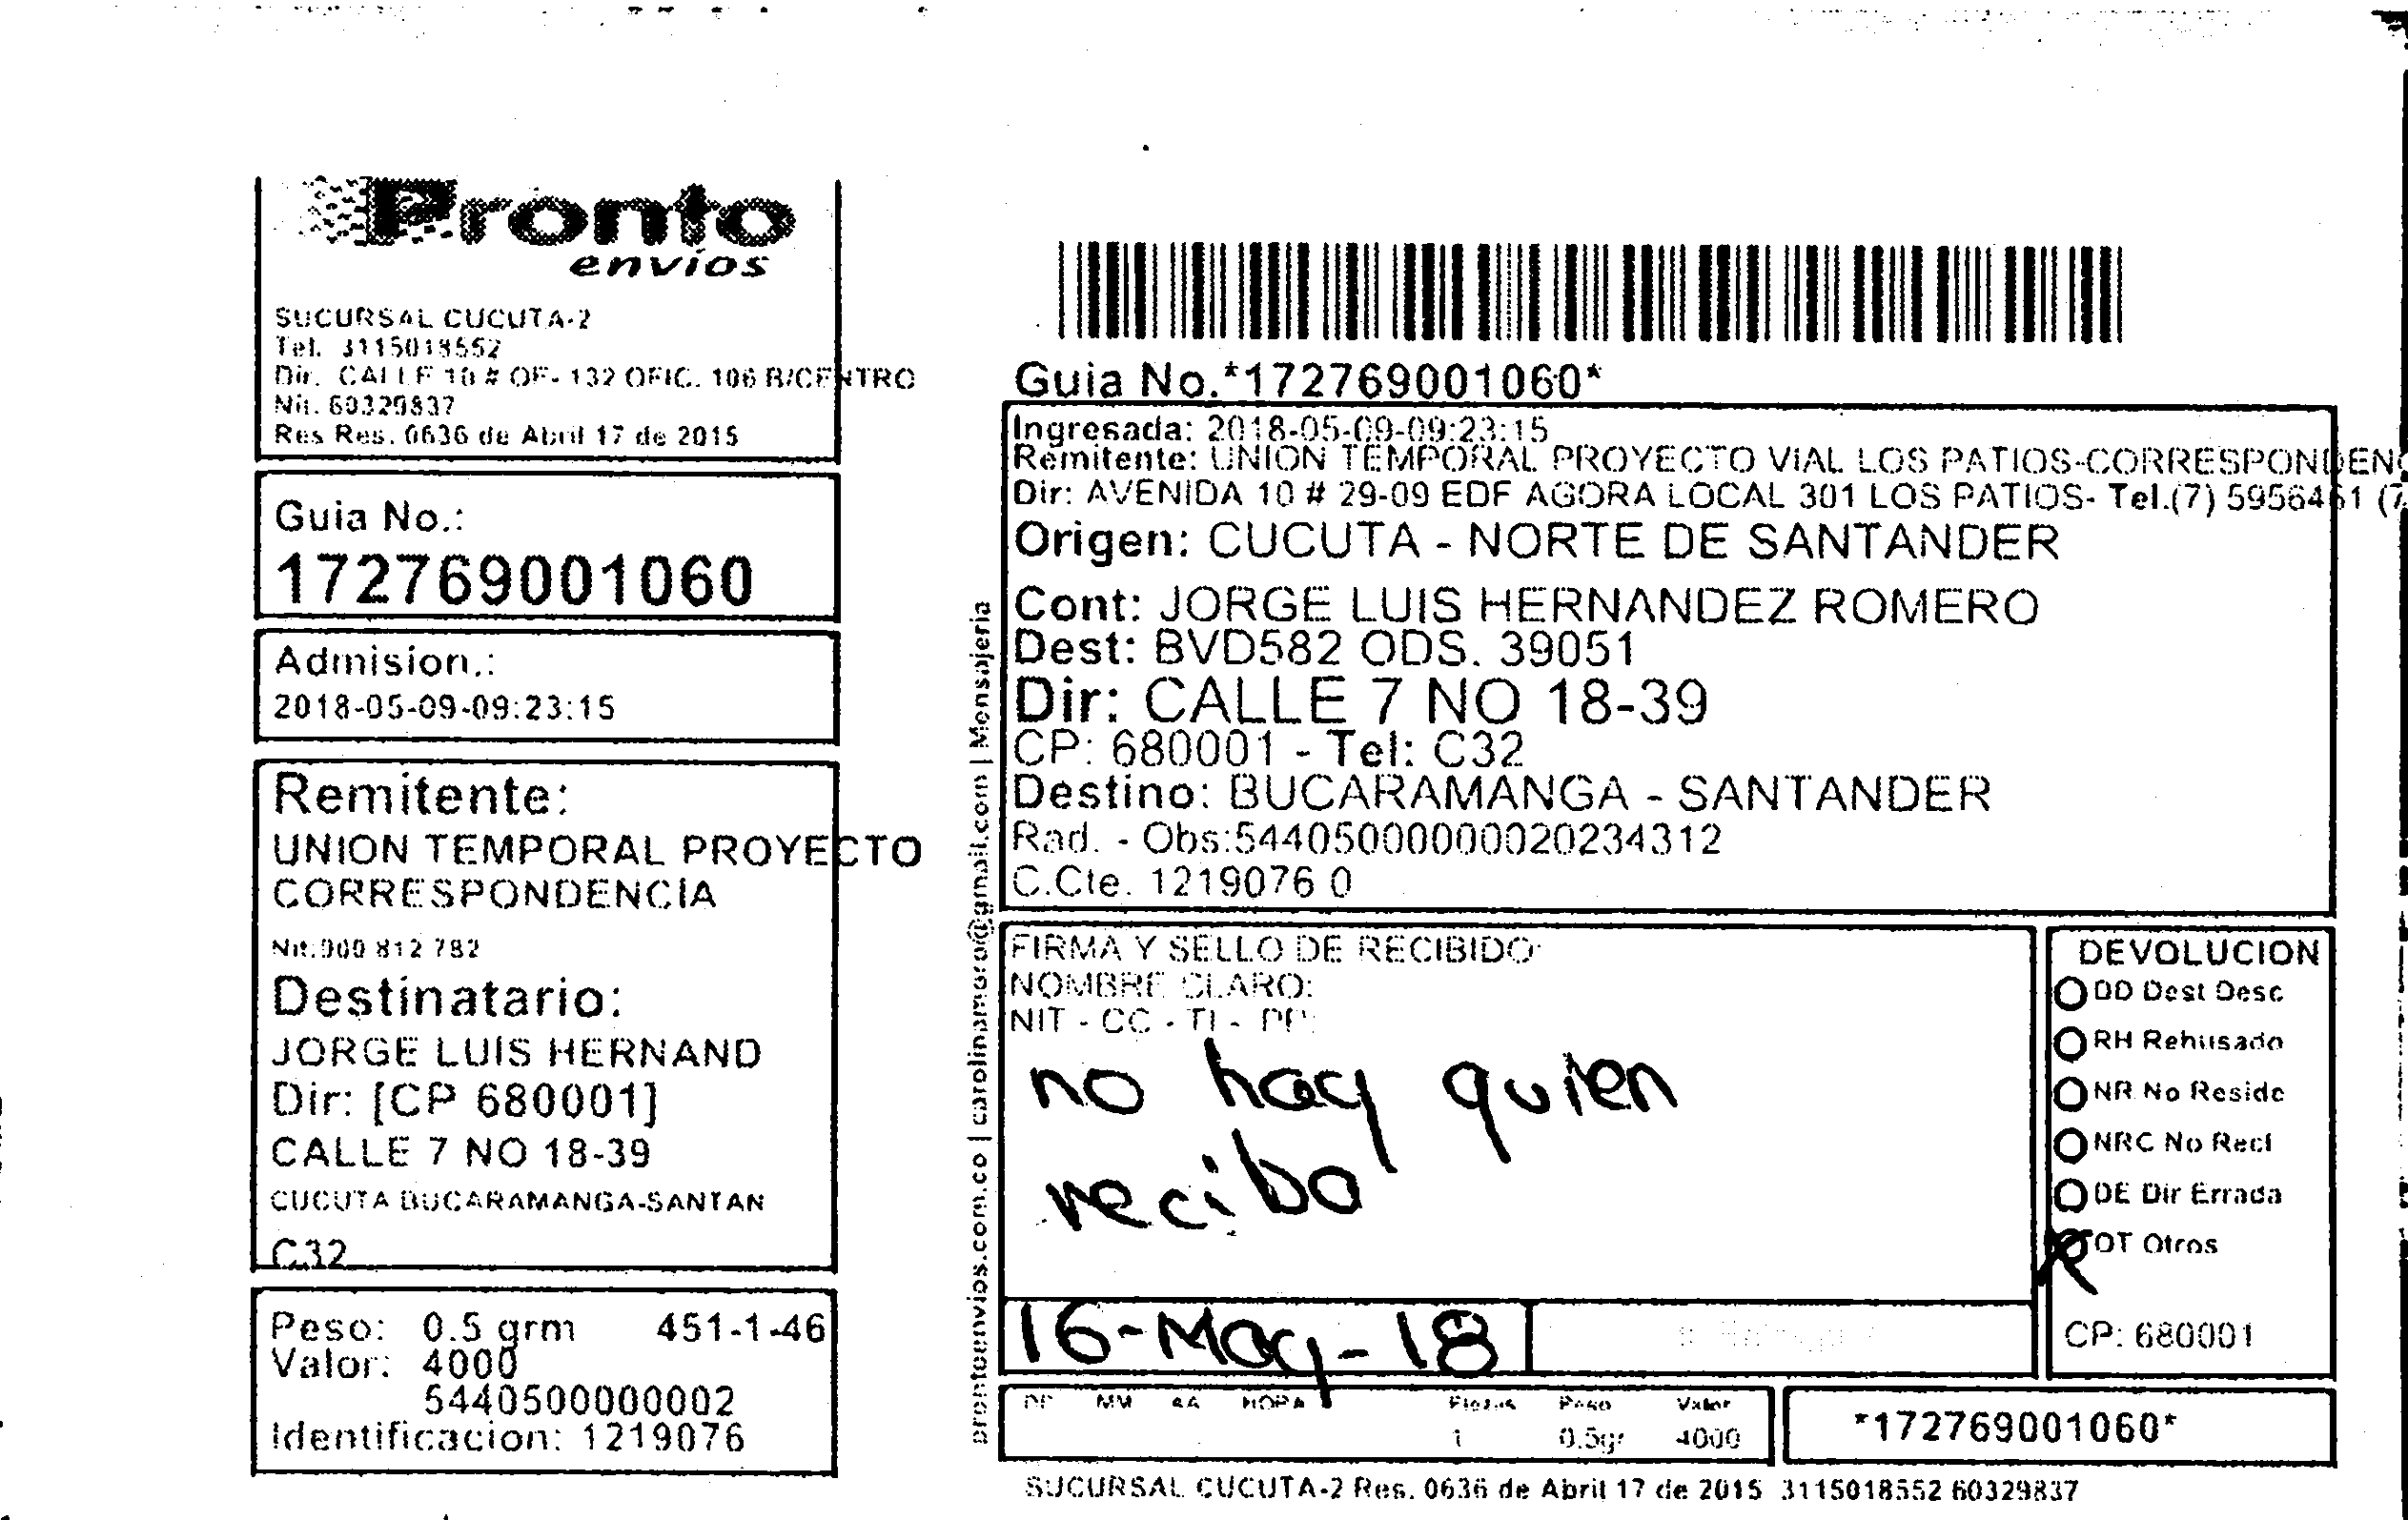 Pronto
envios
SUCURSAL CUCUTA-2
Tel. 3115018552
Dir. CALLE 10 # OE- 132 OFIC. 106 B/CENTRO
Nit. 60329837
Res Res. 0636 de Abril 17 de 2015
Guia No.:
172769001060
Admision.:
2018-05-09-09:23:15
Remitente:
UNION TEMPORAL PROYECTO
CORRESPONDENCIA
Nit.900 812 782
Destinatario:
JORGE LUIS HERNAND
Dir: [CP 680001]
CALLE 7 NO 18-39
CUCUTA BUCARAMANGA-SANTAN
C32
Peso: 0.5 grm 451-1-46
Valor: 4000
5440500000002
Identificacion: 1219076
prontoenvios.com.co | carolinamoro@gmail.com | Mensajeria
Guia No.*172769001060*
Ingresada: 2018-05-09-09:23:15
Remitente: UNION TEMPORAL PROYECTO VIAL LOS PATIOS-CORRESPONDENC
Dir: AVENIDA 10 # 29-09 EDF AGORA LOCAL 301 LOS PATIOS- Tel.(7) 5956461 (7
Origen: CUCUTA - NORTE DE SANTANDER
Cont: JORGE LUIS HERNANDEZ ROMERO
Dest: BVD582 ODS. 39051
Dir: CALLE 7 NO 18-39
CP: 680001 - Tel: C32
Destino: BUCARAMANGA - SANTANDER
Rad. - Obs:544050000000020234312
C.Cte. 1219076 0
FIRMA Y SELLO DE RECIBIDO:
NOMBRE CLARO:
NIT - CC - TI - PP:
no hay quien
reciba
16-May-18
DEVOLUCION
DD Dest Desc
RH Rehusado
NR No Reside
NRC No Recl
DE Dir Errada
OT Otros
CP: 680001
DD MM AA HORA Piezas Peso Valor
1 0.5gr 4000
*172769001060*
SUCURSAL CUCUTA-2 Res. 0636 de Abril 17 de 2015 3115018552 60329837